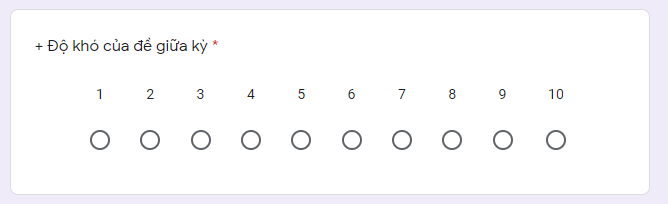 + Độ khó của đề giữa kỳ *
1 2 3 4 5 6 7 8 9 10